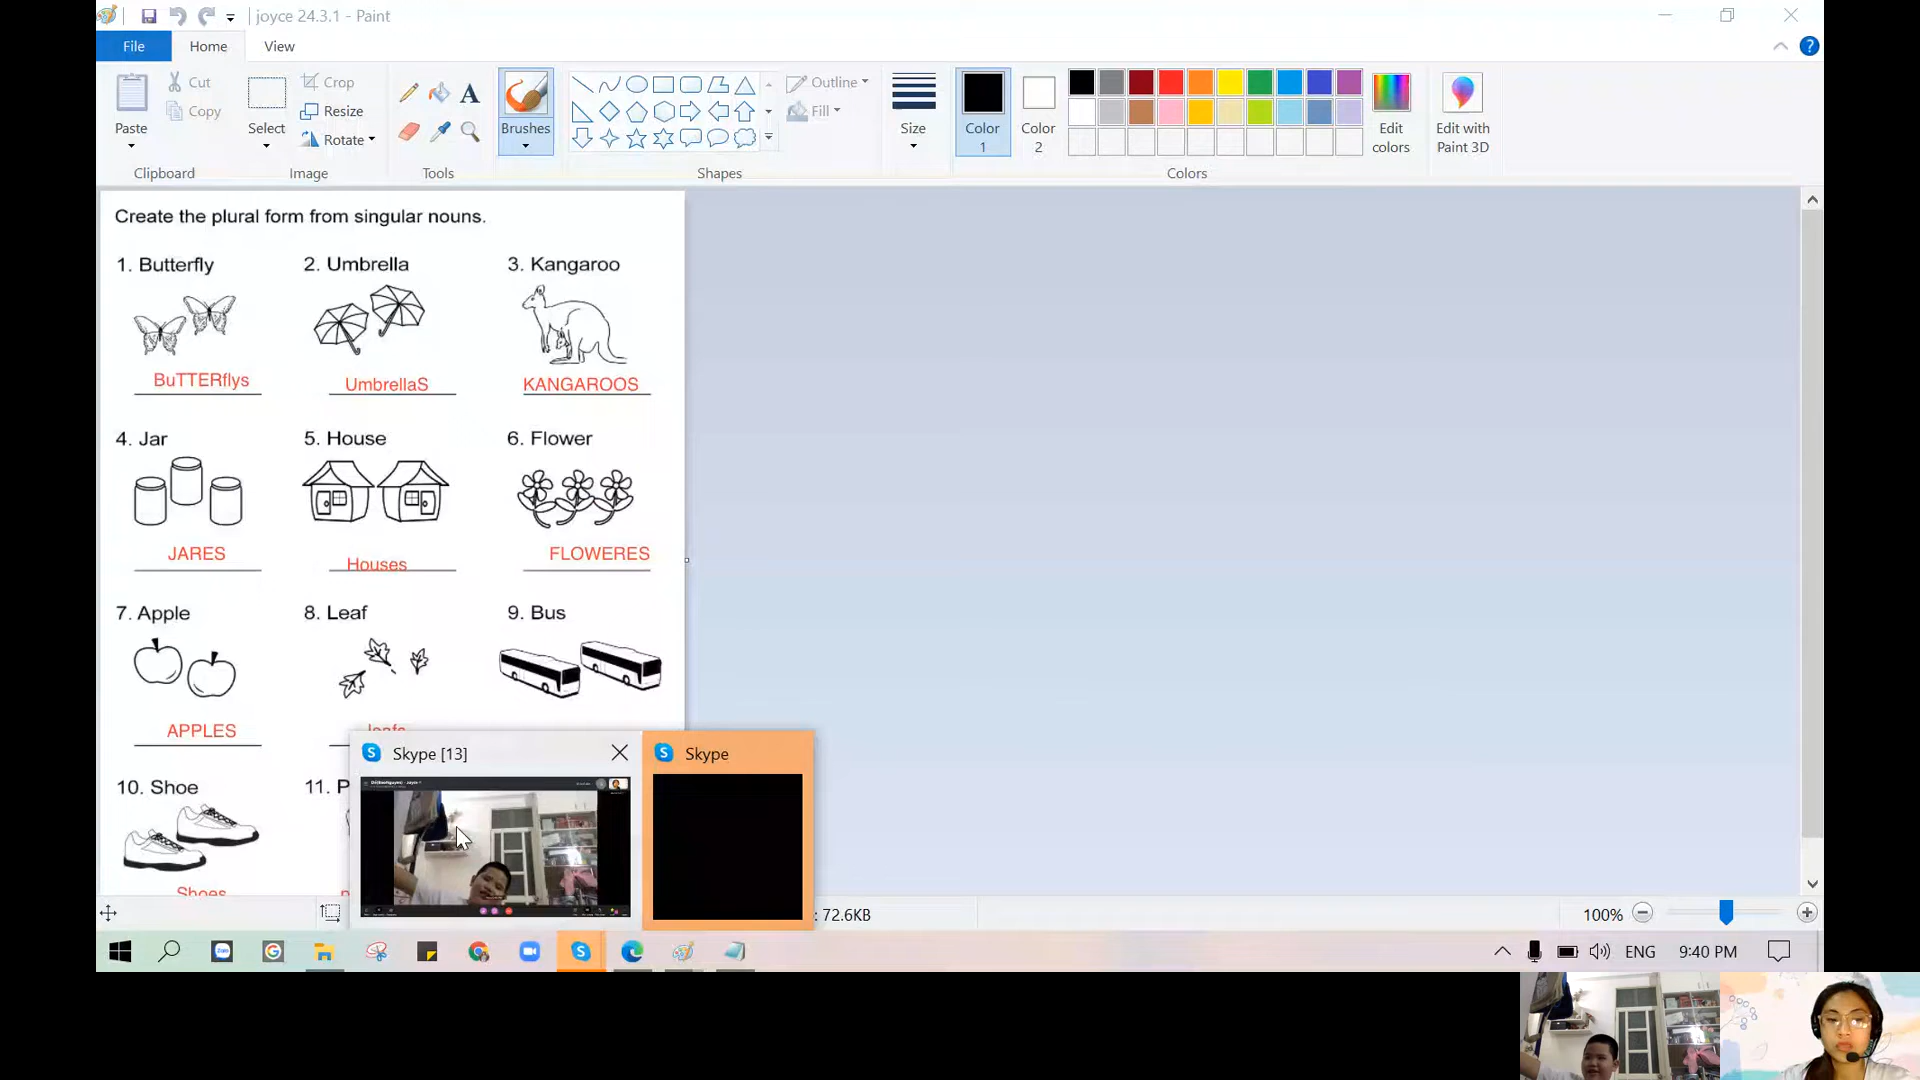 joyce 24.3.1 - Paint
File Home View
Paste
Cut
Copy
Clipboard
Select
Crop
Resize
Rotate
Image
A
Tools
Brushes
Shapes
Outline
Fill
Size
Color 1
Color 2
Colors
Edit colors
Edit with Paint 3D
Create the plural form from singular nouns.
1. Butterfly 2. Umbrella 3. Kangaroo
BuTTERflys UmbrellaS KANGAROOS
4. Jar 5. House 6. Flower
JARES Houses FLOWERES
7. Apple 8. Leaf 9. Bus
APPLES leafs
10. Shoe 11. P
Shoes
Skype [13]
Skype
: 72.6KB
100%
ENG 9:40 PM